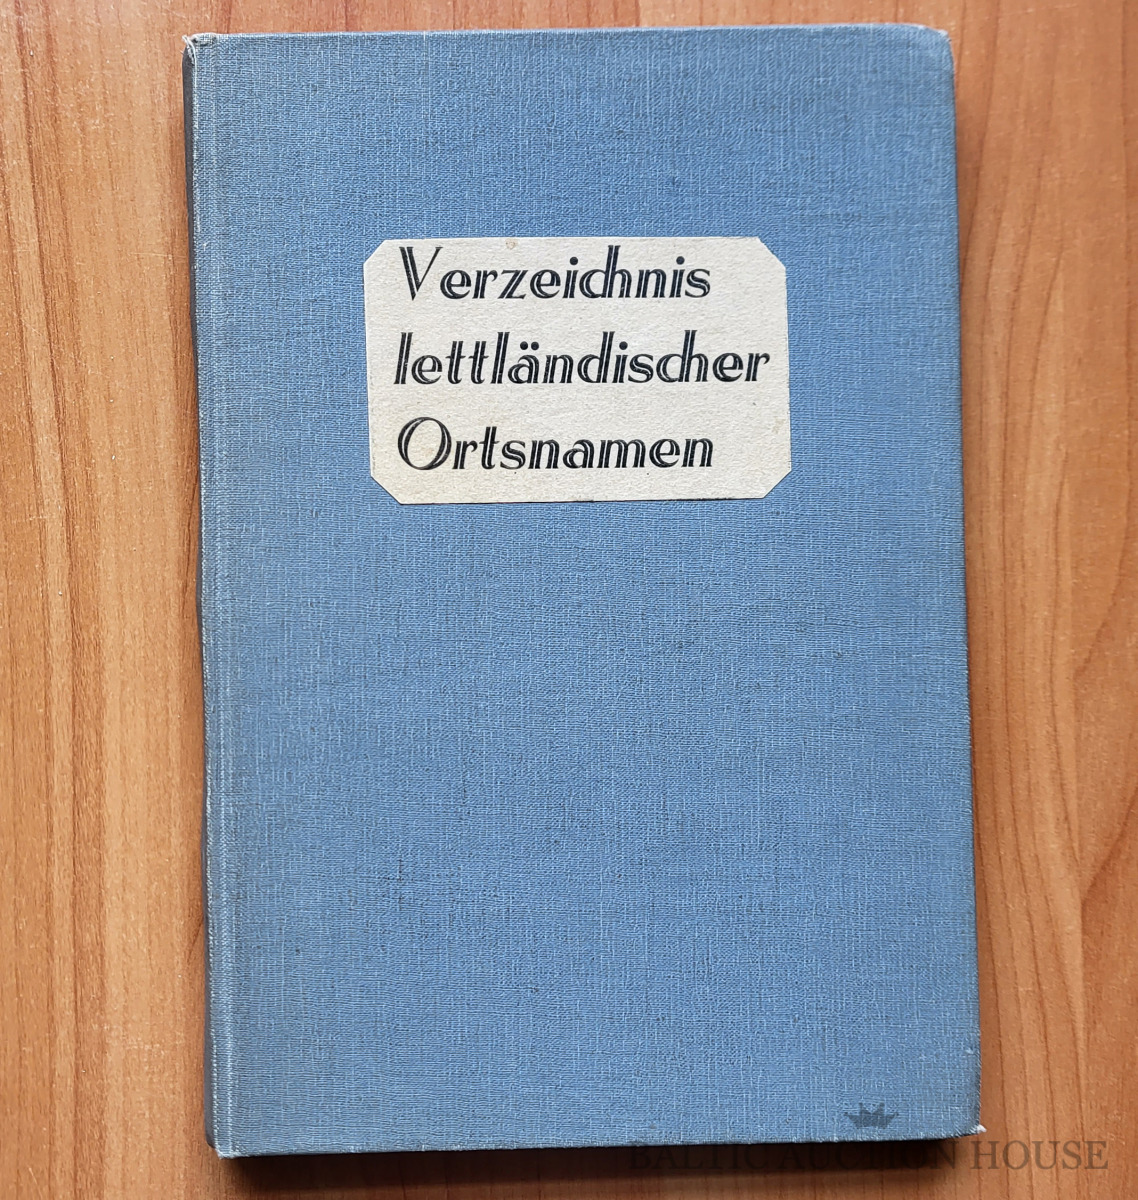 Verzeichnis
lettländischer
Ortsnamen
BALTIC AUCTION HOUSE